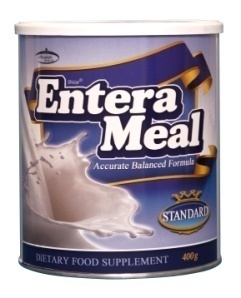 Entera
Meal
Accurate Balanced Formula
STANDARD
DIETARY FOOD SUPPLEMENT 400g